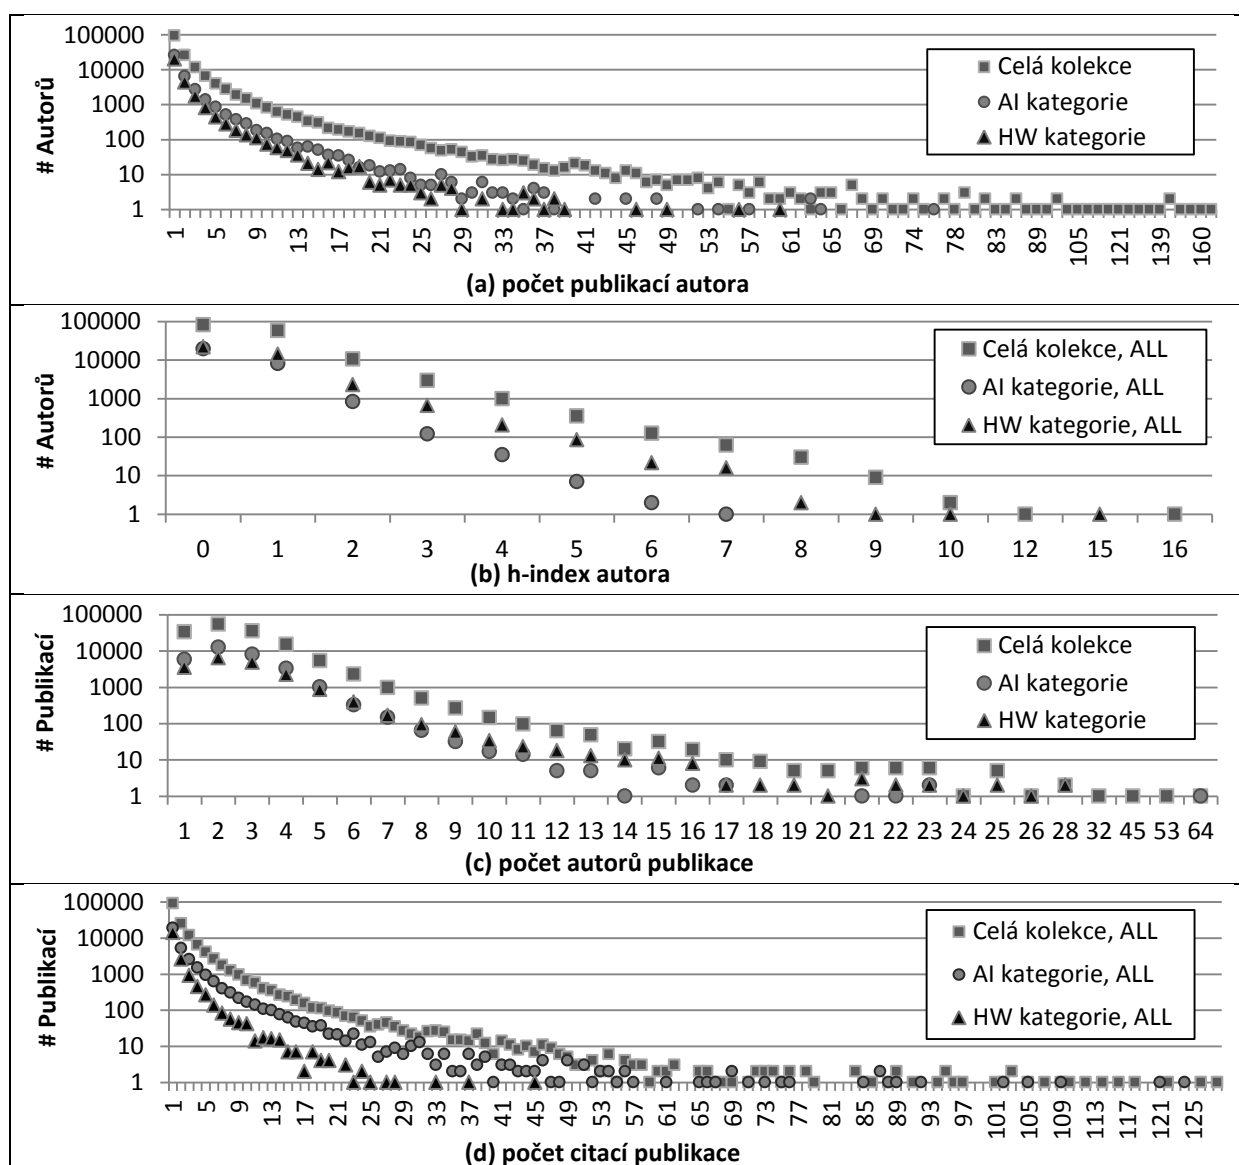 # Autorů
100000
10000
1000
100
10
1
Celá kolekce
AI kategorie
HW kategorie
1 5 9 13 17 21 25 29 33 37 41 45 49 53 57 61 65 69 74 78 83 89 105 121 139 160
(a) počet publikací autora
# Autorů
100000
10000
1000
100
10
1
Celá kolekce, ALL
AI kategorie, ALL
HW kategorie, ALL
0 1 2 3 4 5 6 7 8 9 10 12 15 16
(b) h-index autora
# Publikací
100000
10000
1000
100
10
1
Celá kolekce
AI kategorie
HW kategorie
1 2 3 4 5 6 7 8 9 10 11 12 13 14 15 16 17 18 19 20 21 22 23 24 25 26 28 32 45 53 64
(c) počet autorů publikace
# Publikací
100000
10000
1000
100
10
1
Celá kolekce, ALL
AI kategorie, ALL
HW kategorie, ALL
1 5 9 13 17 21 25 29 33 37 41 45 49 53 57 61 65 69 73 77 81 85 89 93 97 101 105 109 113 117 121 125
(d) počet citací publikace